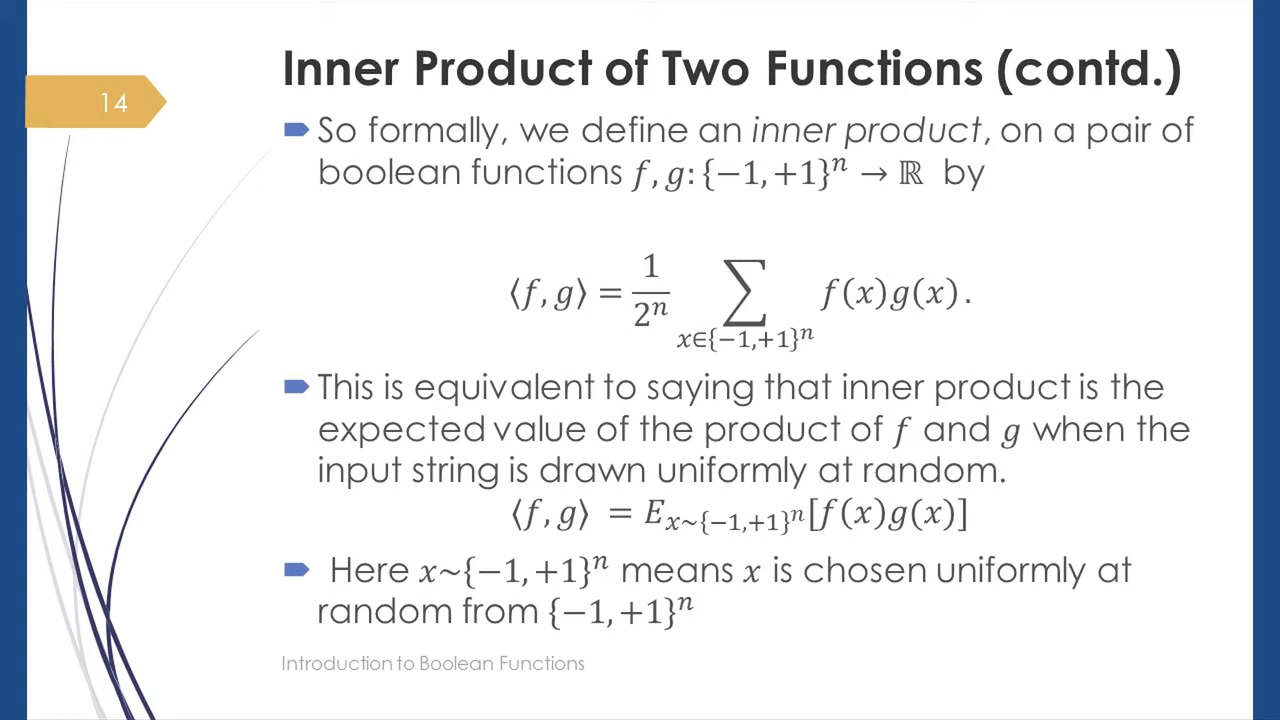 Inner Product of Two Functions (contd.)
14
So formally, we define an inner product, on a pair of
boolean functions f, g: {−1, +1}ⁿ → ℝ by
⟨f, g⟩ = 1/2ⁿ ∑_{x∈{−1,+1}ⁿ} f(x)g(x).
This is equivalent to saying that inner product is the
expected value of the product of f and g when the
input string is drawn uniformly at random.
⟨f, g⟩ = E_{x~{−1,+1}ⁿ}[f(x)g(x)]
Here x~{−1, +1}ⁿ means x is chosen uniformly at
random from {−1, +1}ⁿ
Introduction to Boolean Functions